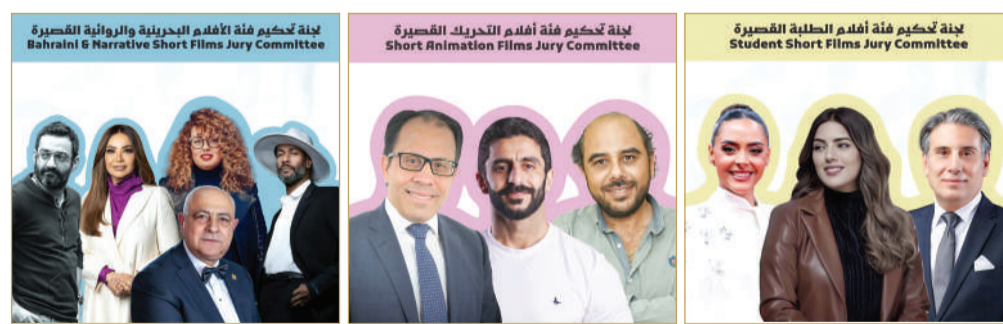 لجنة تحكيم فئة الأفلام البحرينية والروائية القصيرة
Bahraini & Narrative Short Films Jury Committee
لجنة تحكيم فئة أفلام التحريك القصيرة
Short Animation Films Jury Committee
لجنة تحكيم فئة أفلام الطلبة القصيرة
Student Short Films Jury Committee